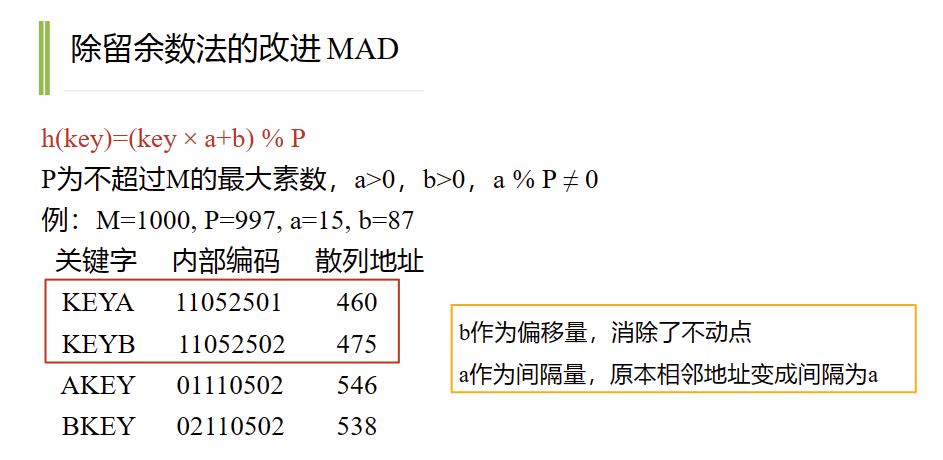 除留余数法的改进 MAD
h(key)=(key × a+b) % P
P为不超过M的最大素数，a>0，b>0，a % P ≠ 0
例：M=1000, P=997, a=15, b=87
关键字 内部编码 散列地址
KEYA 11052501 460
KEYB 11052502 475
AKEY 01110502 546
BKEY 02110502 538
b作为偏移量，消除了不动点
a作为间隔量，原本相邻地址变成间隔为a